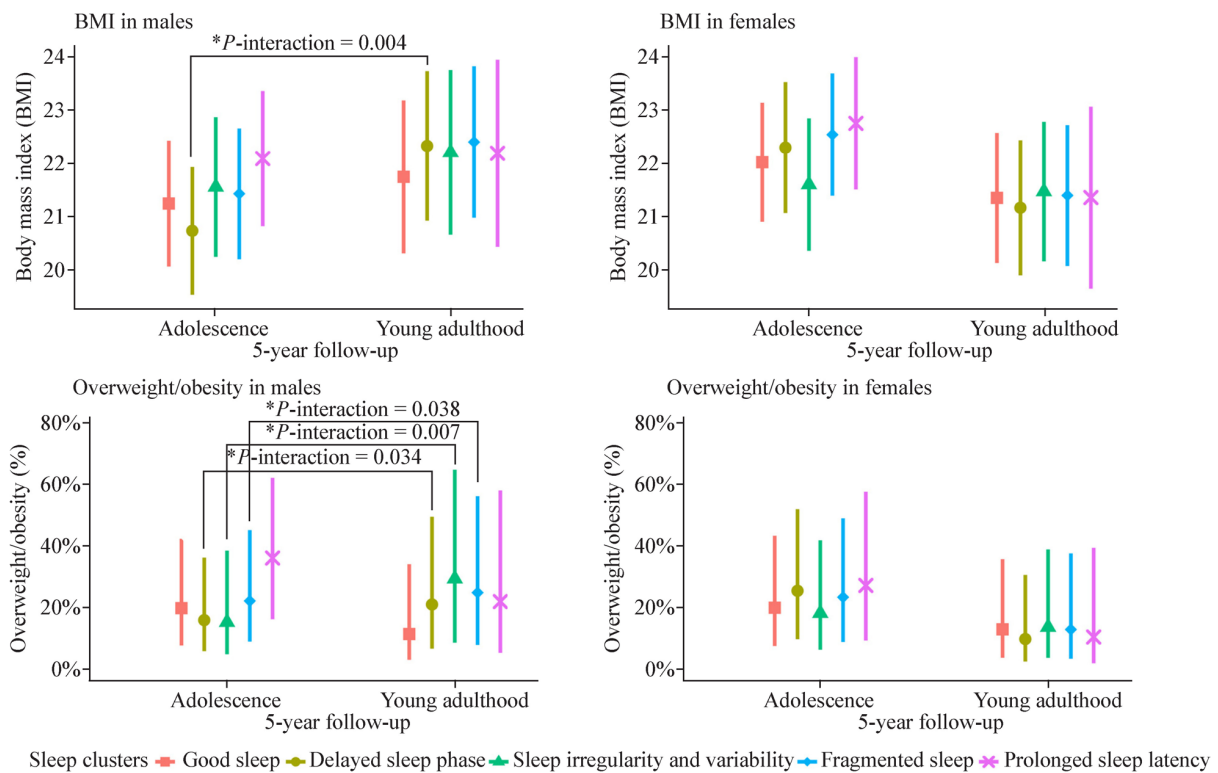 BMI in males
*P-interaction = 0.004
24
23
22
21
20
Body mass index (BMI)
Adolescence Young adulthood
5-year follow-up
BMI in females
24
23
22
21
20
Body mass index (BMI)
Adolescence Young adulthood
5-year follow-up
Overweight/obesity in males
*P-interaction = 0.038
*P-interaction = 0.007
*P-interaction = 0.034
80%
60%
40%
20%
0%
Overweight/obesity (%)
Adolescence Young adulthood
5-year follow-up
Overweight/obesity in females
80%
60%
40%
20%
0%
Overweight/obesity (%)
Adolescence Young adulthood
5-year follow-up
Sleep clusters Good sleep Delayed sleep phase Sleep irregularity and variability Fragmented sleep Prolonged sleep latency